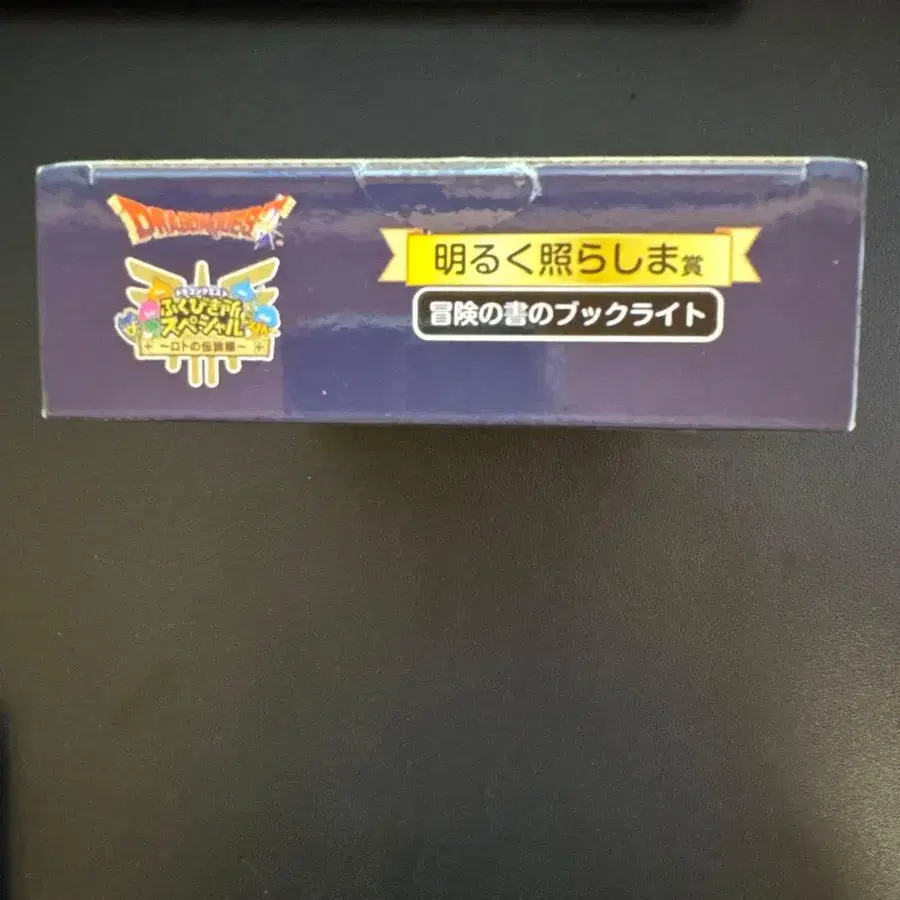 DRAGON QUEST
ドラゴンクエスト
ふくびき所
スペシャル
～ロトの伝説編～
明るく照らしま賞
冒険の書のブックライト